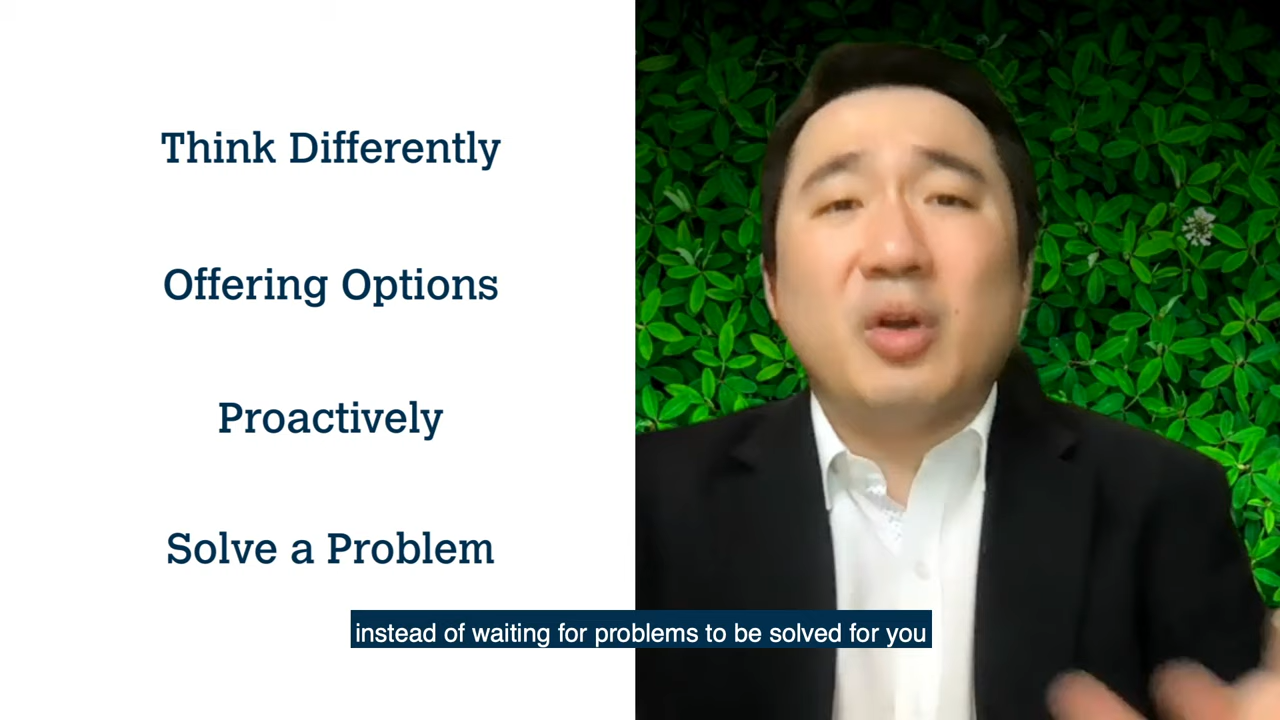 Think Differently
Offering Options
Proactively
Solve a Problem
instead of waiting for problems to be solved for you